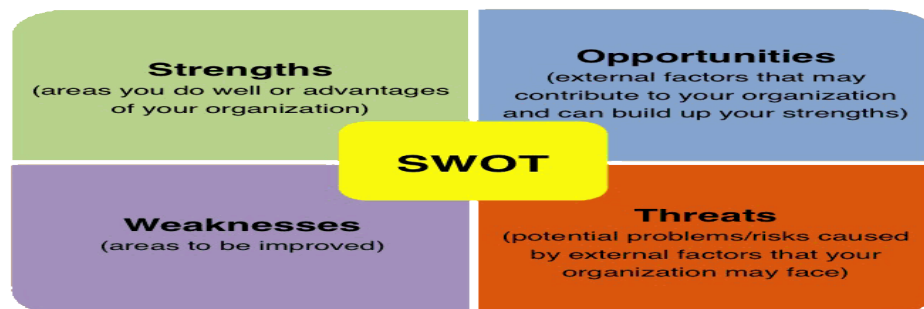 Strengths
(areas you do well or advantages
of your organization)
Opportunities
(external factors that may
contribute to your organization
and can build up your strengths)
SWOT
Weaknesses
(areas to be improved)
Threats
(potential problems/risks caused
by external factors that your
organization may face)